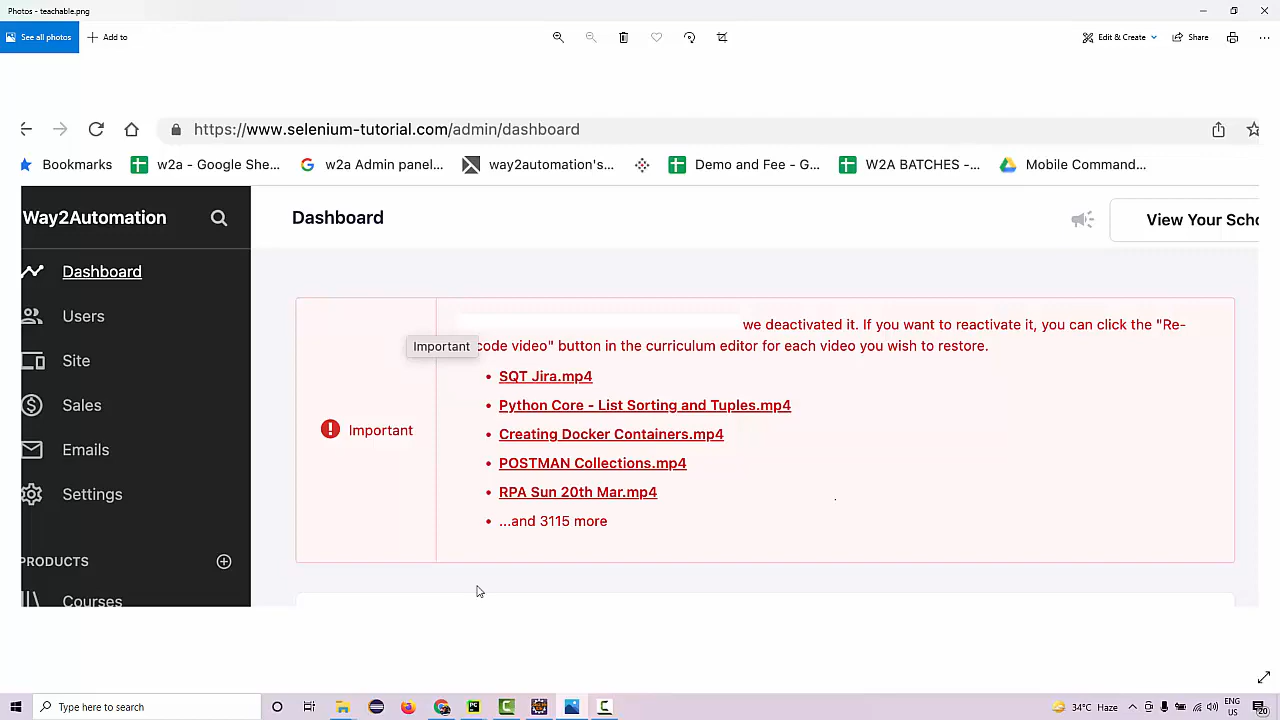 Photos - teachable.png
See all photos
Add to
Edit & Create
Share
https://www.selenium-tutorial.com/admin/dashboard
Bookmarks
w2a - Google She...
w2a Admin panel...
way2automation's...
Demo and Fee - G...
W2A BATCHES -...
Mobile Command...
Way2Automation
Dashboard
View Your Scho
Dashboard
Users
Site
Sales
Emails
Settings
PRODUCTS
Courses
we deactivated it. If you want to reactivate it, you can click the "Re-
code video" button in the curriculum editor for each video you wish to restore.
Important
• SQT Jira.mp4
• Python Core - List Sorting and Tuples.mp4
• Creating Docker Containers.mp4
• POSTMAN Collections.mp4
• RPA Sun 20th Mar.mp4
• ...and 3115 more
Important
Type here to search
34°C Haze
ENG
US
20